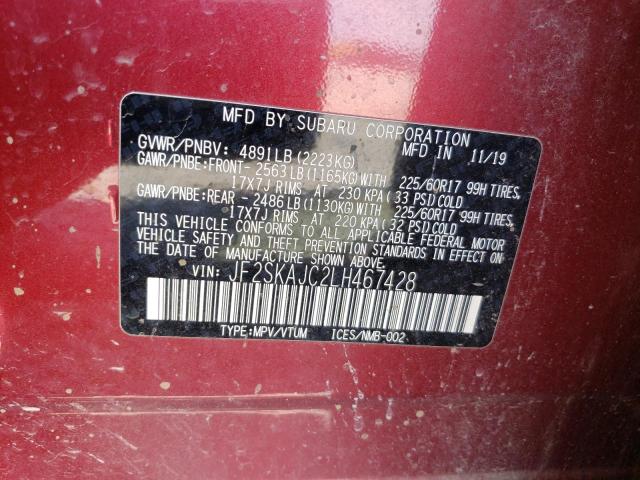 MFD BY SUBARU CORPORATION
GVWR/PNBV: 4891LB(2223KG) MFD IN 11/19
GAWR/PNBE:FRONT- 2563LB(1165KG)WITH 225/60R17 99H TIRES,
17X7J RIMS AT 230 KPA(33 PSI)COLD
GAWR/PNBE:REAR - 2486LB(1130KG)WITH 225/60R17 99H TIRES,
17X7J RIMS AT 220 KPA(32 PSI)COLD
THIS VEHICLE CONFORMS TO ALL APPLICABLE FEDERAL MOTOR
VEHICLE SAFETY AND THEFT PREVENTION STANDARDS IN EFFECT ON
THE DATE OF MANUFACTURE SHOWN ABOVE.
VIN: JF2SKAJC2LH467428
TYPE:MPV/VTUM ICES/NMB-002